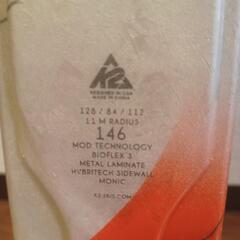 K2
DESIGNED IN USA
MADE IN CHINA
128 / 84 / 112
11 M RADIUS
146
MOD TECHNOLOGY
BIOFLEX 3
METAL LAMINATE
HYBRITECH SIDEWALL
MONIC
K2SKIS.COM